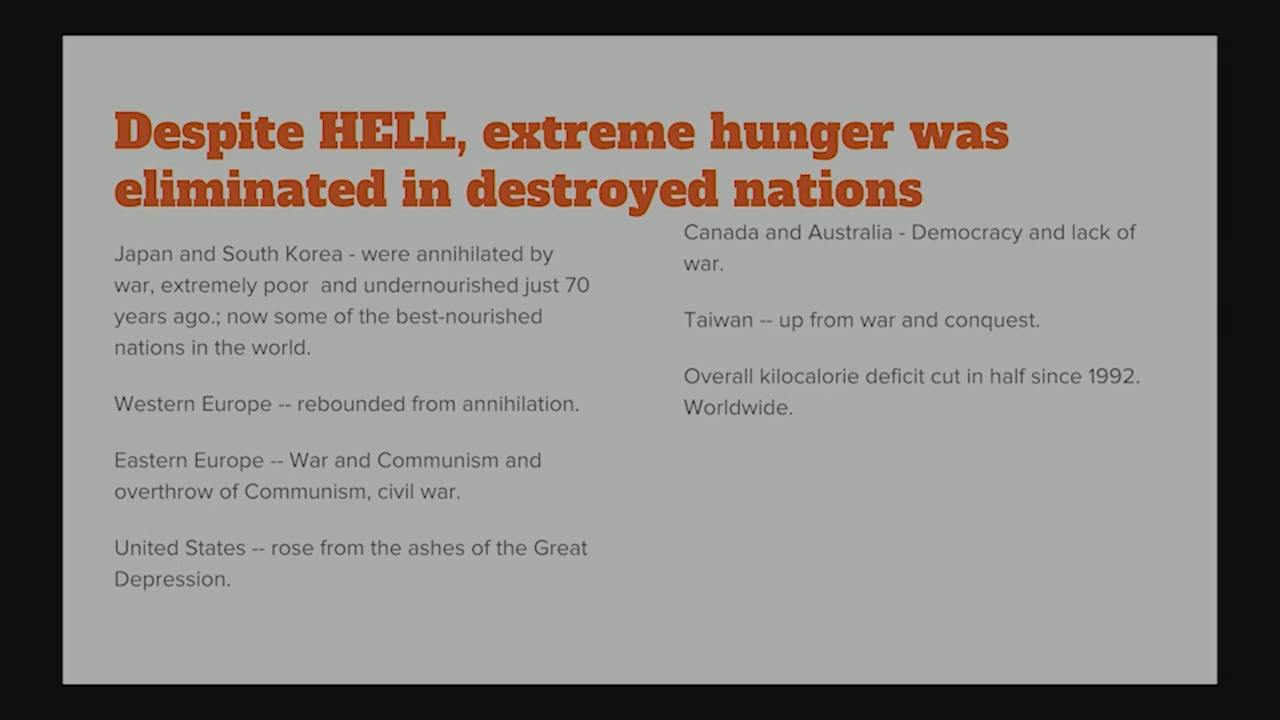 Despite HELL, extreme hunger was
eliminated in destroyed nations
Japan and South Korea - were annihilated by
war, extremely poor  and undernourished just 70
years ago.; now some of the best-nourished
nations in the world.
Western Europe -- rebounded from annihilation.
Eastern Europe -- War and Communism and
overthrow of Communism, civil war.
United States -- rose from the ashes of the Great
Depression.
Canada and Australia - Democracy and lack of
war.
Taiwan -- up from war and conquest.
Overall kilocalorie deficit cut in half since 1992.
Worldwide.